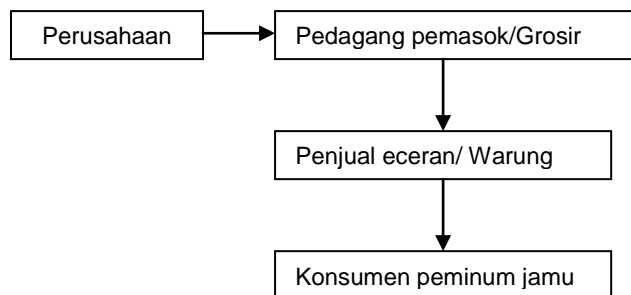 Perusahaan
Pedagang pemasok/Grosir
Penjual eceran/ Warung
Konsumen peminum jamu